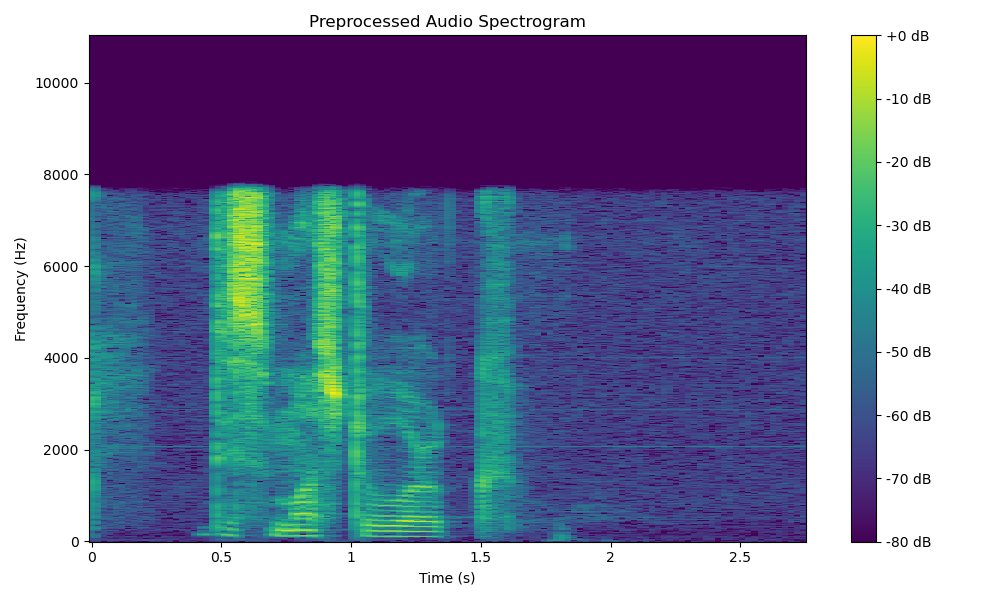 Preprocessed Audio Spectrogram
Frequency (Hz)
10000
8000
6000
4000
2000
0
0
0.5
1
1.5
2
2.5
Time (s)
+0 dB
-10 dB
-20 dB
-30 dB
-40 dB
-50 dB
-60 dB
-70 dB
-80 dB